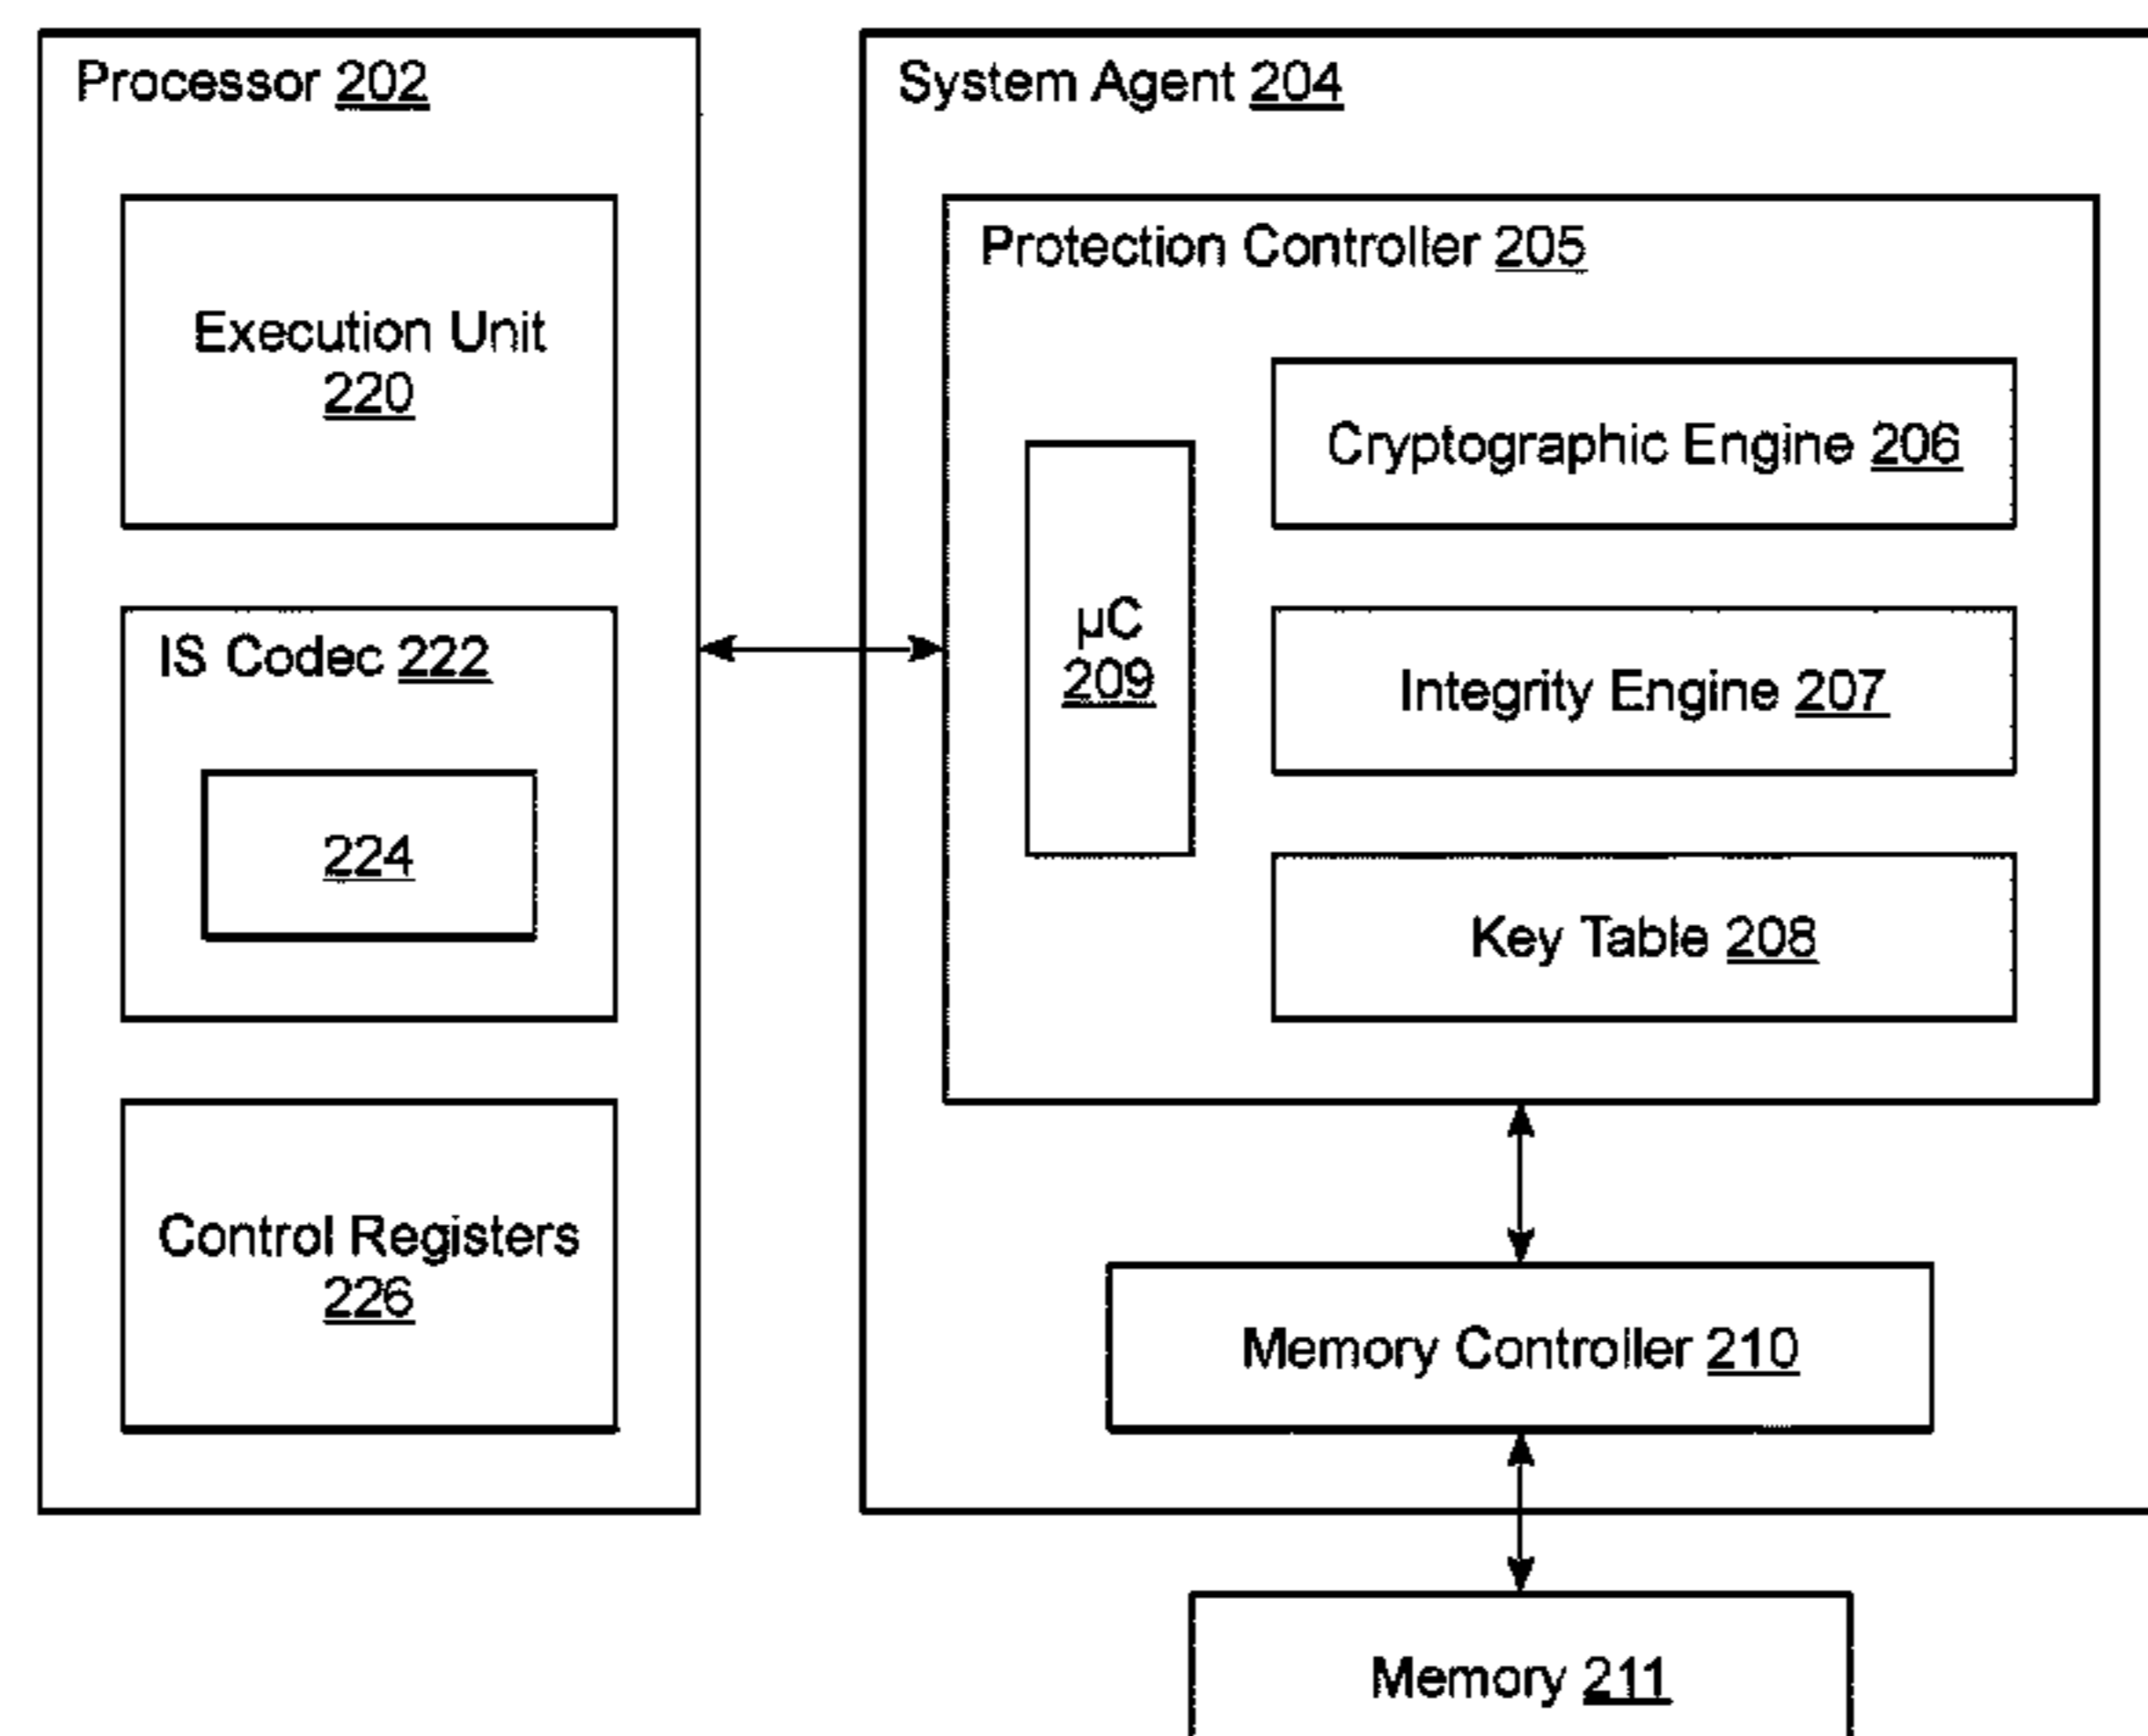 Processor 202
Execution Unit
220
IS Codec 222
224
Control Registers
226
System Agent 204
Protection Controller 205
µC
209
Cryptographic Engine 206
Integrity Engine 207
Key Table 208
Memory Controller 210
Memory 211